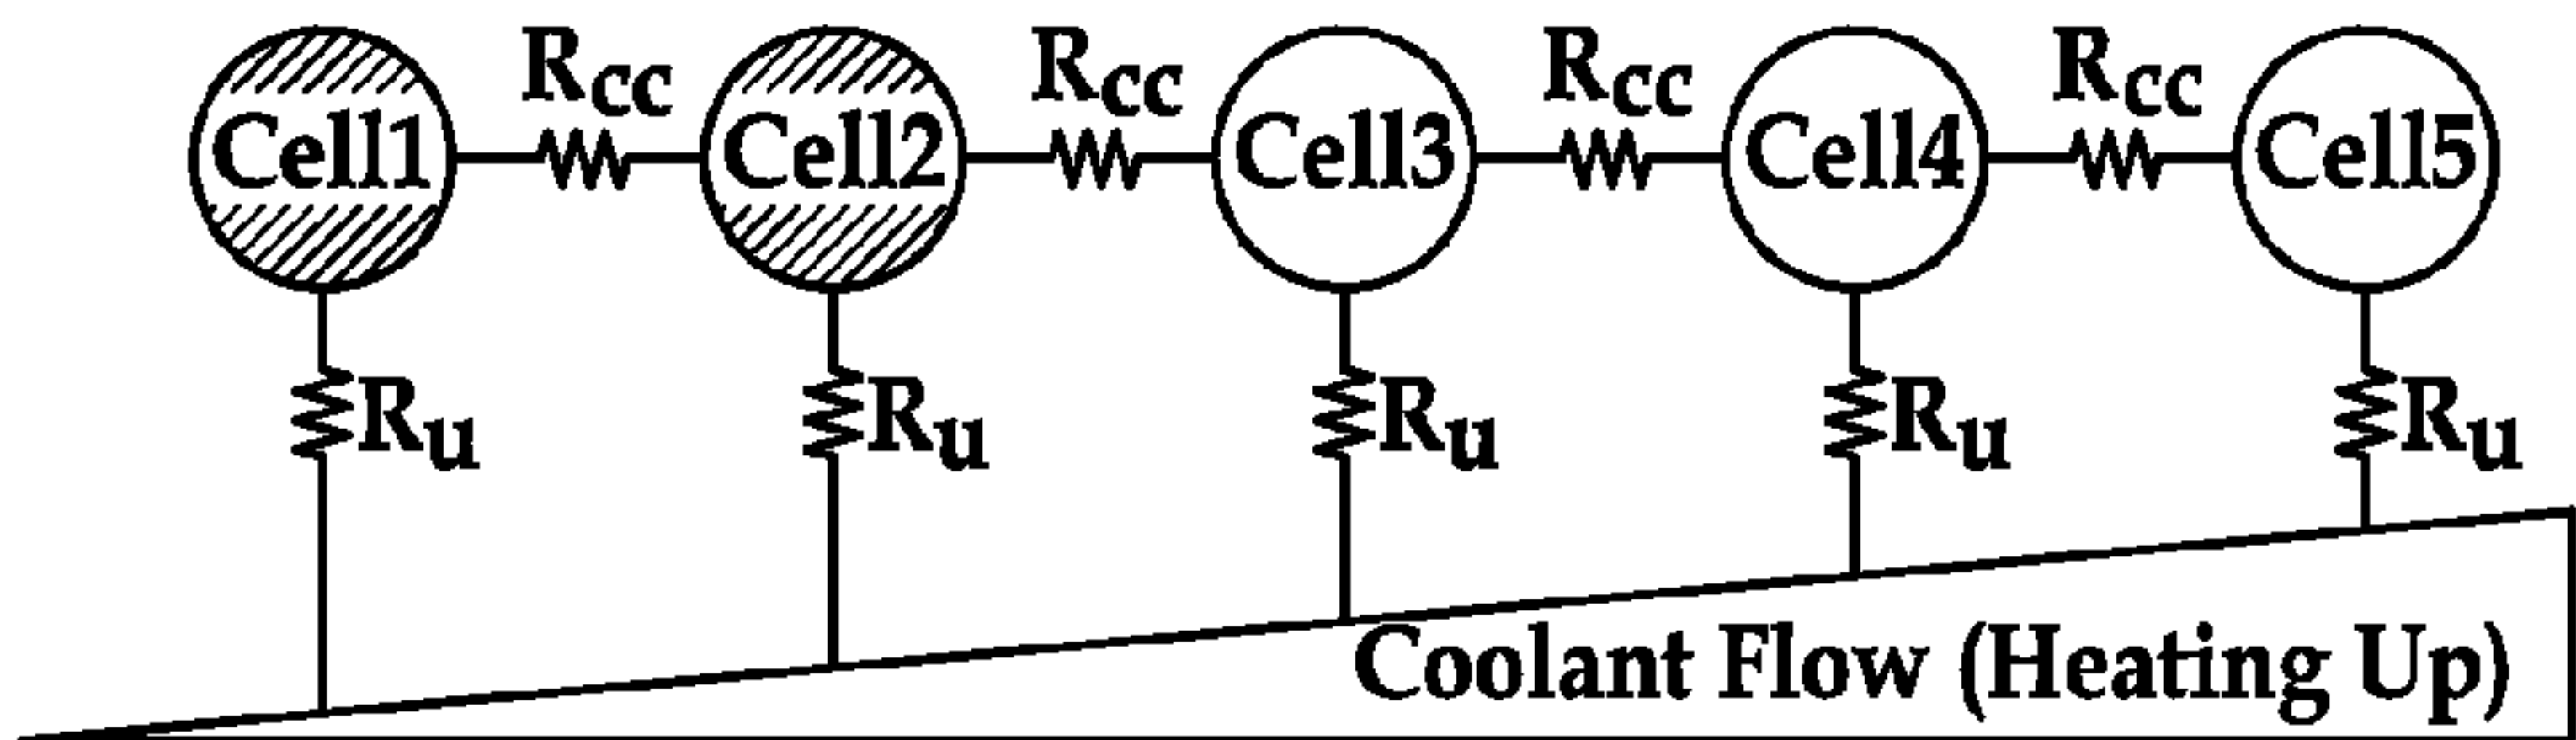 Rcc Rcc Rcc Rcc
Cell1 Cell2 Cell3 Cell4 Cell5
Ru Ru Ru Ru Ru
Coolant Flow (Heating Up)